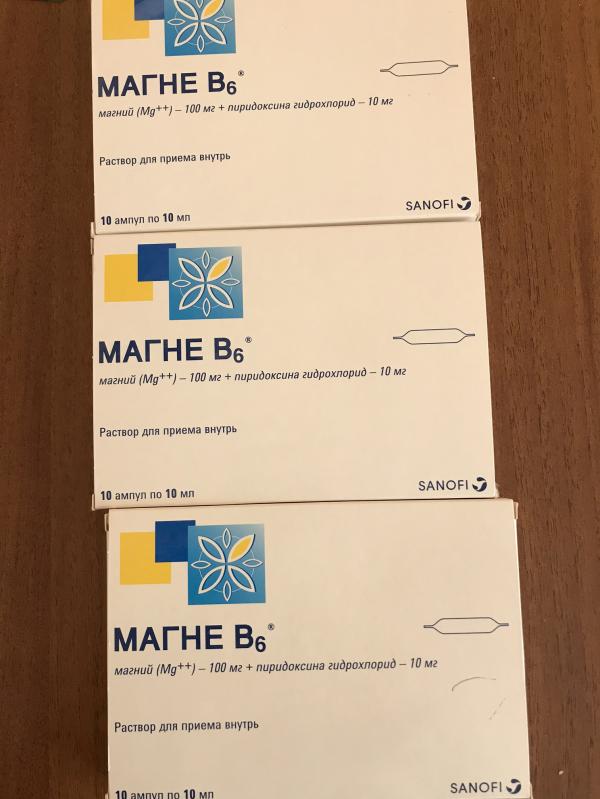 МАГНЕ В₆®
магний (Mg++) – 100 мг + пиридоксина гидрохлорид – 10 мг
Раствор для приема внутрь
SANOFI
10 ампул по 10 мл
МАГНЕ В₆®
магний (Mg++) – 100 мг + пиридоксина гидрохлорид – 10 мг
Раствор для приема внутрь
SANOFI
10 ампул по 10 мл
МАГНЕ В₆®
магний (Mg++) – 100 мг + пиридоксина гидрохлорид – 10 мг
Раствор для приема внутрь
SANOFI
10 ампул по 10 мл